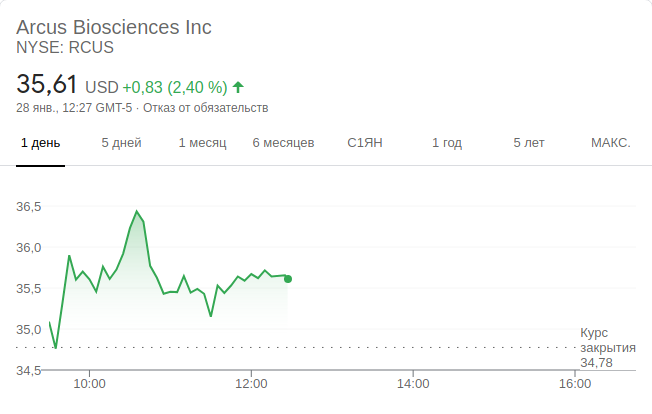 Arcus Biosciences Inc
NYSE: RCUS
35,61 USD +0,83 (2,40 %)
28 янв., 12:27 GMT-5 · Отказ от обязательств
1 день 5 дней 1 месяц 6 месяцев С1ЯН 1 год 5 лет МАКС.
36,5
36,0
35,5
35,0
Курс
закрытия
34,78
34,5
10:00 12:00 14:00 16:00